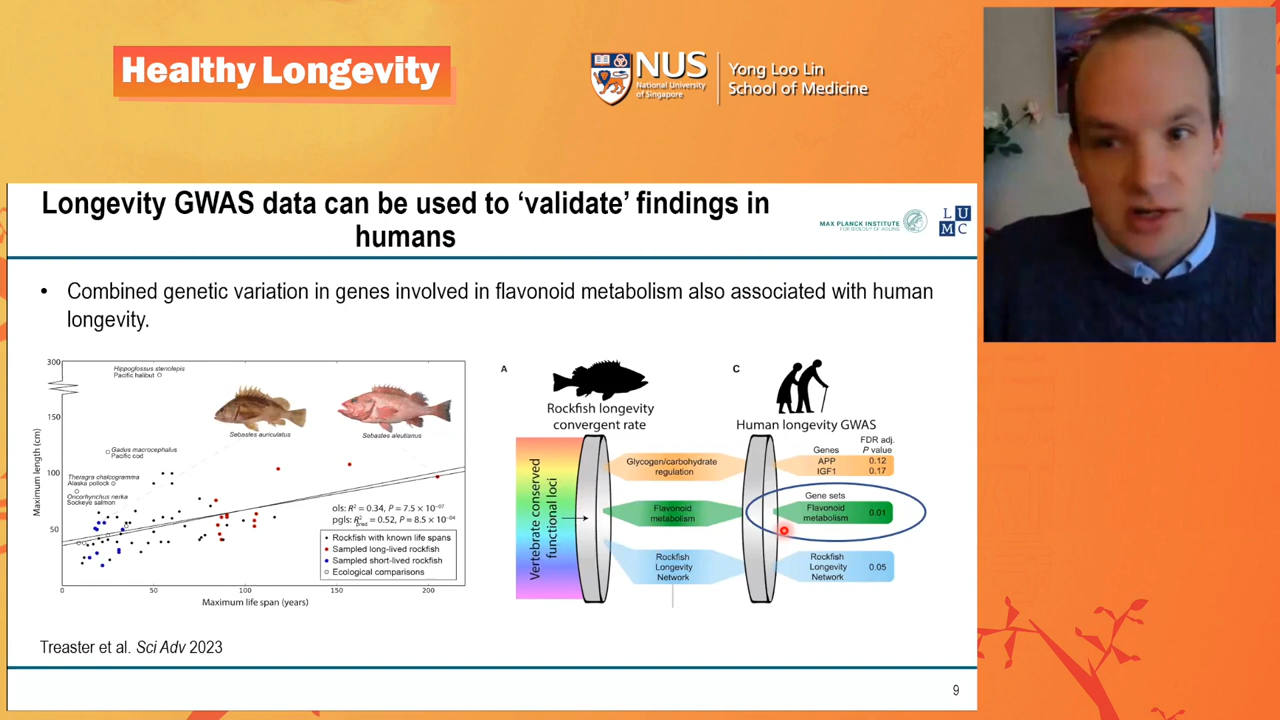 Healthy Longevity
NUS
National University
of Singapore
Yong Loo Lin
School of Medicine
Longevity GWAS data can be used to ‘validate’ findings in
humans
MAX PLANCK INSTITUTE
FOR BIOLOGY OF AGEING
L U
M C
• Combined genetic variation in genes involved in flavonoid metabolism also associated with human
longevity.
300
150
100
50
Maximum length (cm)
Hippoglossus stenolepis
Pacific halibut
Gadus macrocephalus
Pacific cod
Theragra chalcogramma
Alaska pollock
Oncorhynchus nerka
Sockeye salmon
Sebastes auriculatus
Sebastes aleutianus
ols: R² = 0.34, P = 7.5 × 10⁻⁰⁷
pgls: R²pred = 0.52, P = 8.5 × 10⁻⁰⁴
Rockfish with known life spans
Sampled long-lived rockfish
Sampled short-lived rockfish
Ecological comparisons
0
50
100
150
200
Maximum life span (years)
A
Rockfish longevity
convergent rate
Vertebrate conserved
functional loci
Glycogen/carbohydrate
regulation
Flavonoid
metabolism
Rockfish
Longevity
Network
C
Human longevity GWAS
FDR adj.
Genes P value
APP 0.12
IGF1 0.17
Gene sets
Flavonoid
metabolism 0.01
Rockfish
Longevity 0.05
Network
Treaster et al. Sci Adv 2023
9